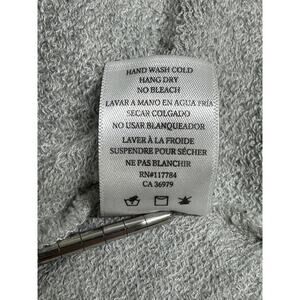 HAND WASH COLD
HANG DRY
NO BLEACH
LAVAR A MANO EN AGUA FRÍA
SECAR COLGADO
NO USAR BLANQUEADOR
LAVER À LA FROIDE
SUSPENDRE POUR SÉCHER
NE PAS BLANCHIR
RN#117784
CA 36979